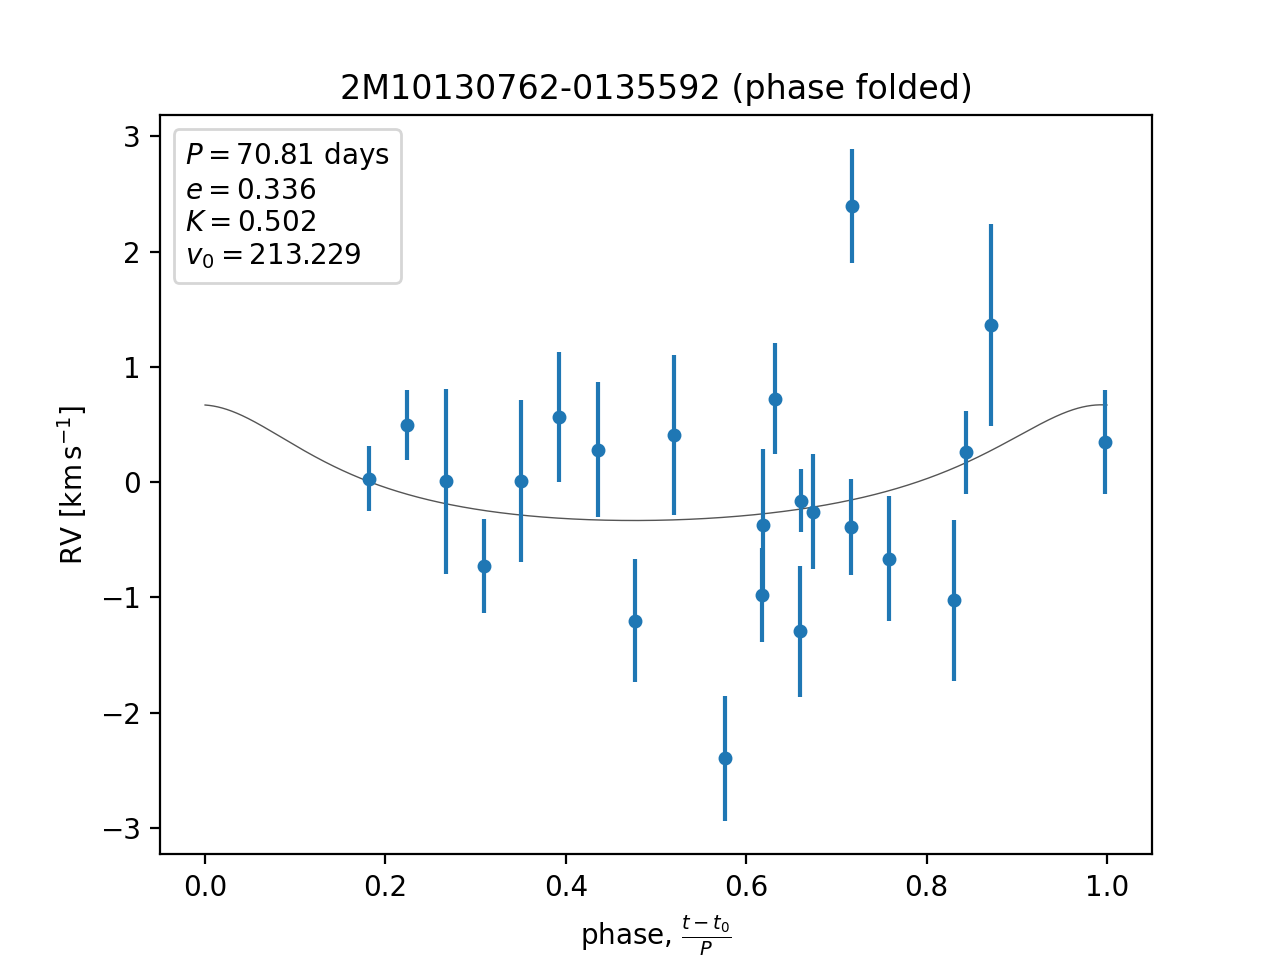 2M10130762-0135592 (phase folded)
P = 70.81 days
e = 0.336
K = 0.502
v₀ = 213.229
3
2
1
0
−1
−2
−3
RV [km s⁻¹]
0.0 0.2 0.4 0.6 0.8 1.0
phase, (t − t₀)/P